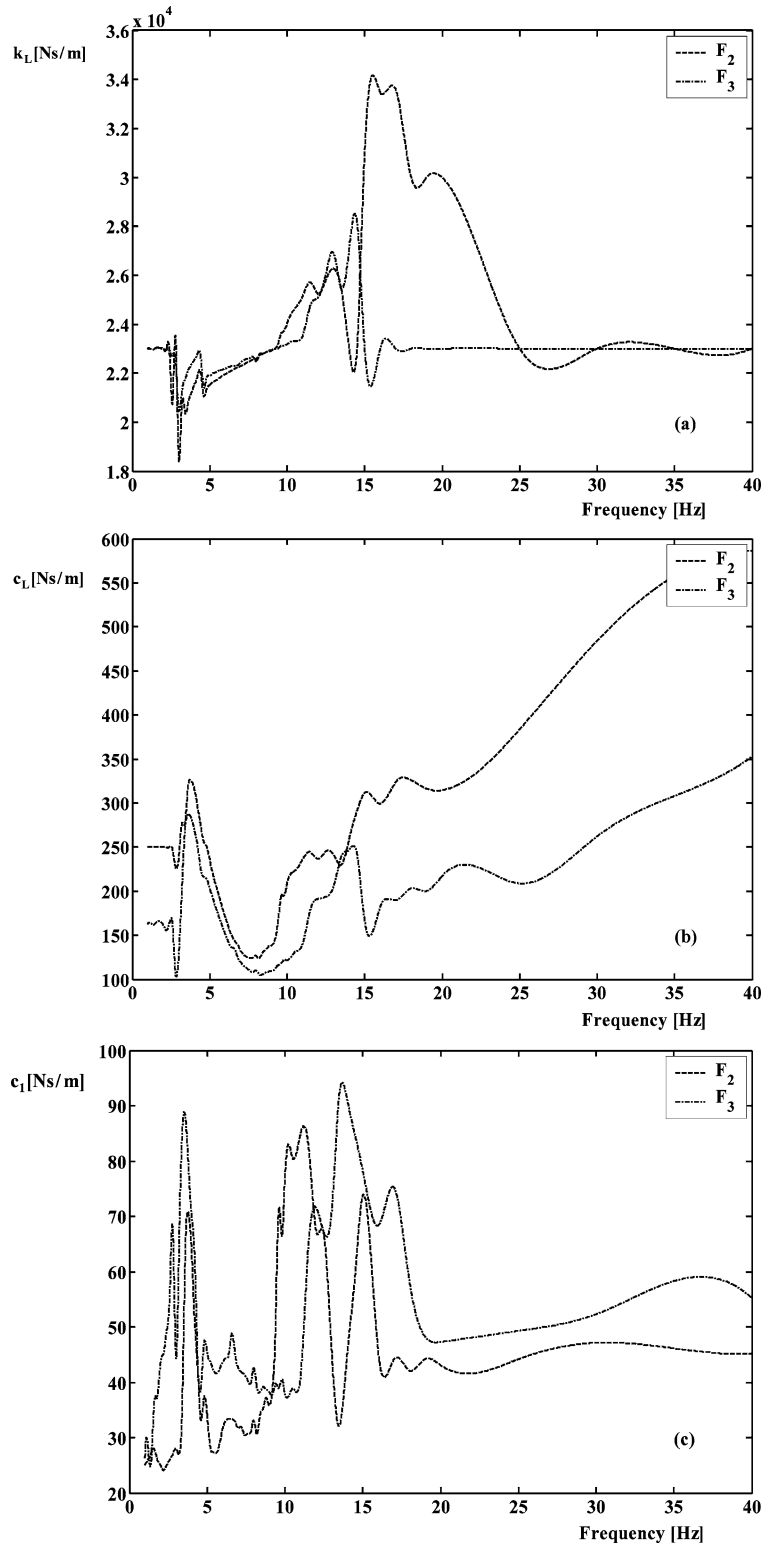 x 10^4
3.6
k_L[Ns/m]
F_2
3.4
F_3
3.2
3
2.8
2.6
2.4
2.2
2
(a)
1.8
0 5 10 15 20 25 30 35 40
Frequency [Hz]
600
c_L[Ns/m]
F_2
550
F_3
500
450
400
350
300
250
200
150
(b)
100
0 5 10 15 20 25 30 35 40
Frequency [Hz]
100
c_1[Ns/m]
F_2
90
F_3
80
70
60
50
40
30
(c)
20
0 5 10 15 20 25 30 35 40
Frequency [Hz]